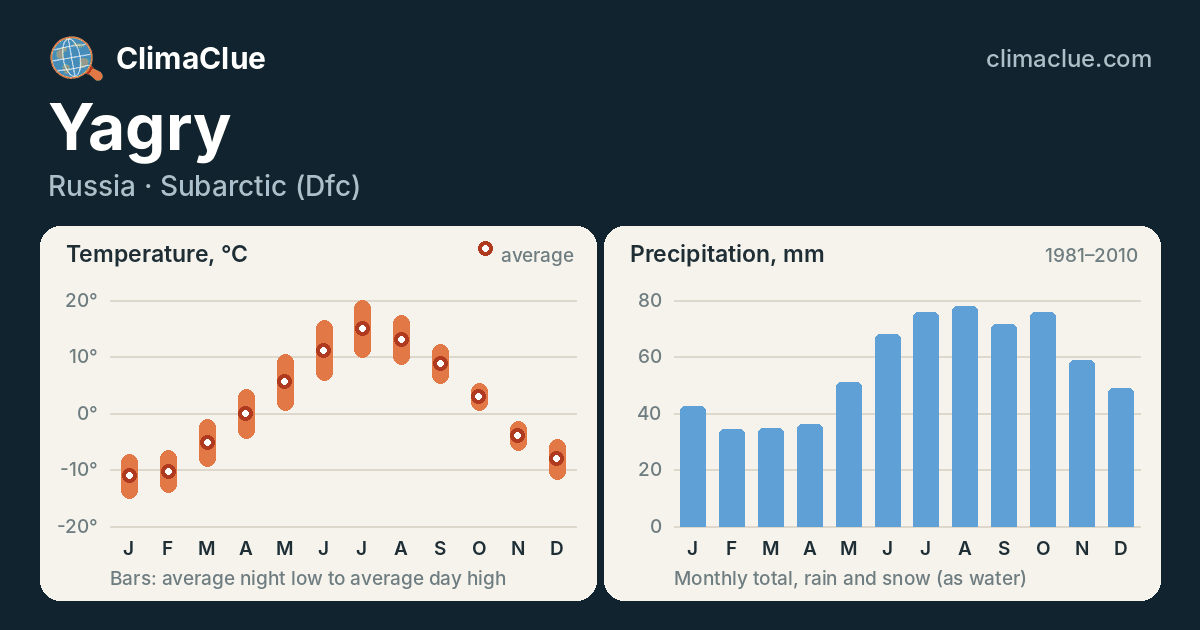 ClimaClue
climaclue.com
Yagry
Russia · Subarctic (Dfc)
Temperature, °C
average
20°
10°
0°
-10°
-20°
J F M A M J J A S O N D
Bars: average night low to average day high
Precipitation, mm
1981–2010
80
60
40
20
0
J F M A M J J A S O N D
Monthly total, rain and snow (as water)